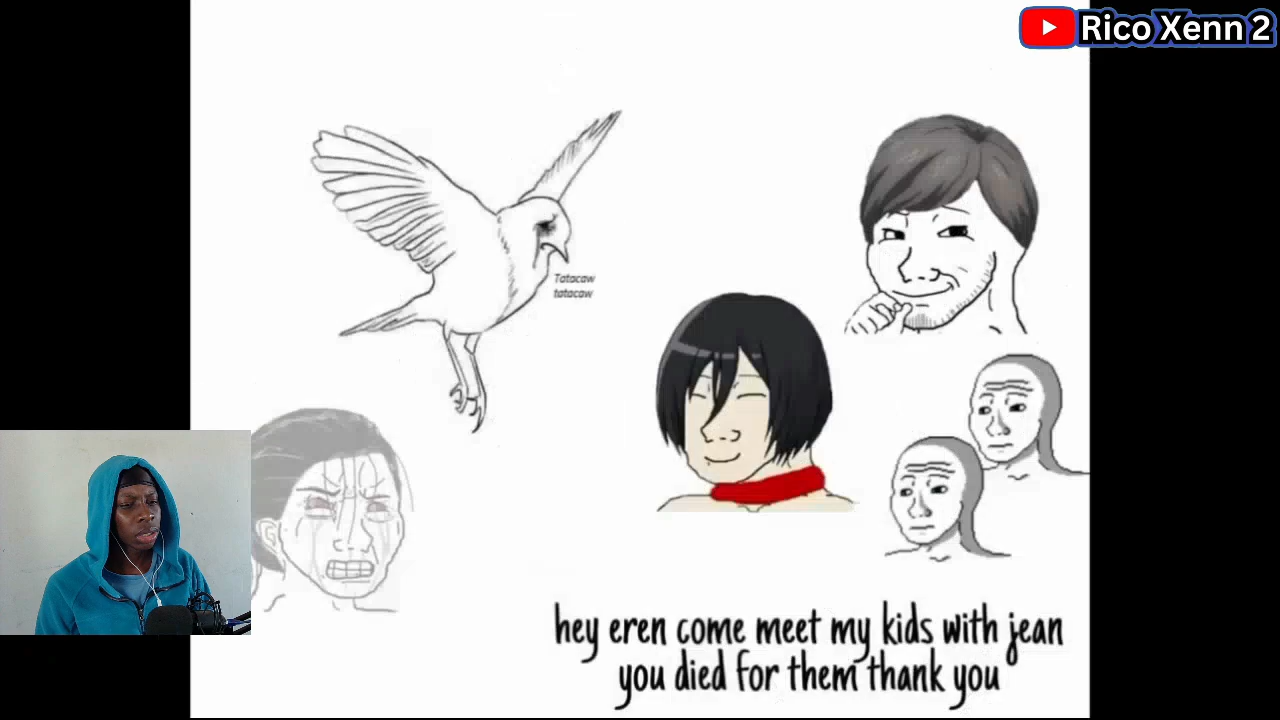 Rico Xenn 2
Tatacaw
tatacaw
hey eren come meet my kids with jean
you died for them thank you